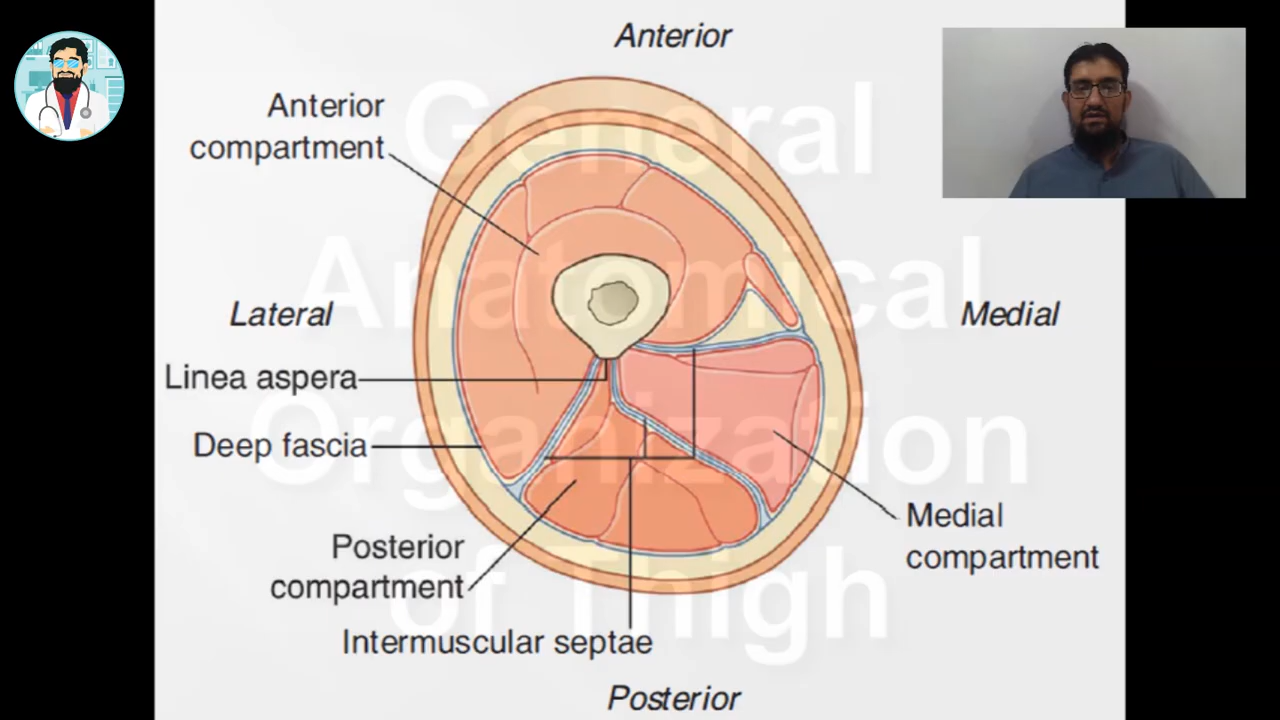 Anterior
General
Anterior
compartment
Anatomical
Lateral
Medial
Linea aspera
Organization
Deep fascia
Medial
compartment
Posterior
compartment
of Thigh
Intermuscular septae
Posterior